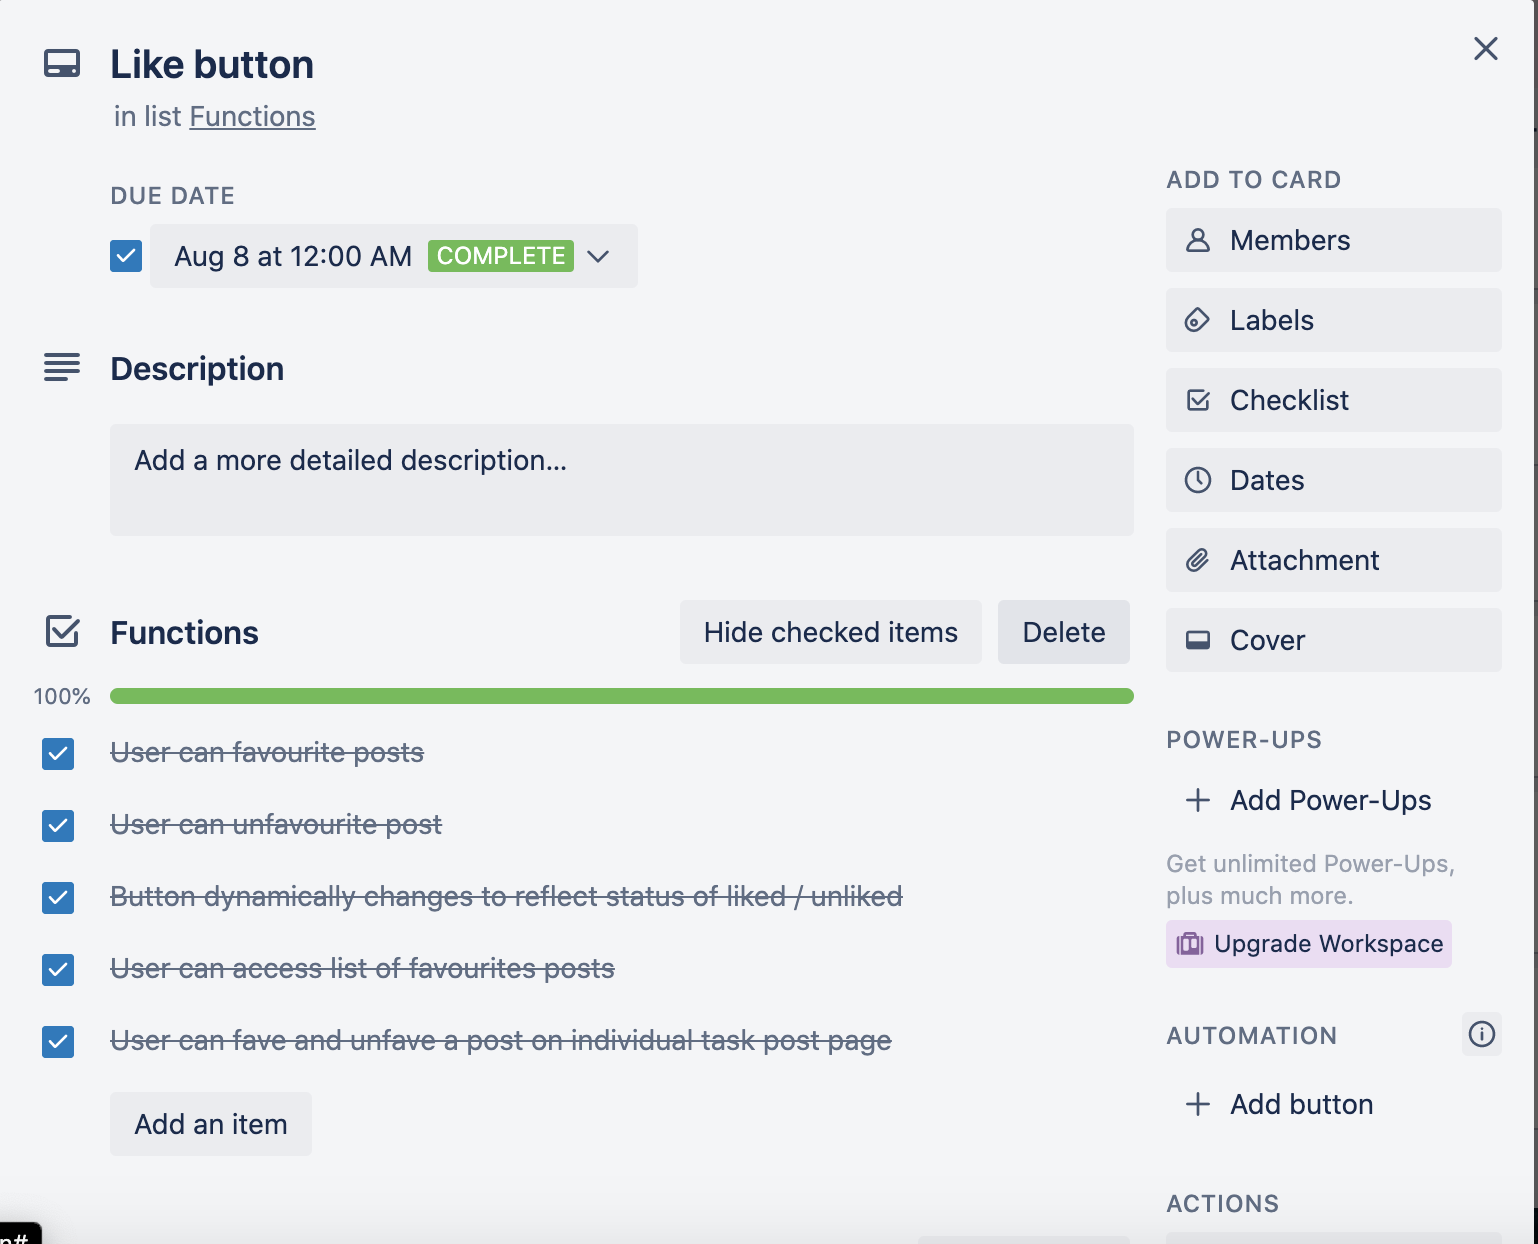 Like button
in list Functions
DUE DATE
Aug 8 at 12:00 AM COMPLETE
Description
Add a more detailed description...
Functions
Hide checked items
Delete
100%
User can favourite posts
User can unfavourite post
Button dynamically changes to reflect status of liked / unliked
User can access list of favourites posts
User can fave and unfave a post on individual task post page
Add an item
ADD TO CARD
Members
Labels
Checklist
Dates
Attachment
Cover
POWER-UPS
Add Power-Ups
Get unlimited Power-Ups,
plus much more.
Upgrade Workspace
AUTOMATION
Add button
ACTIONS